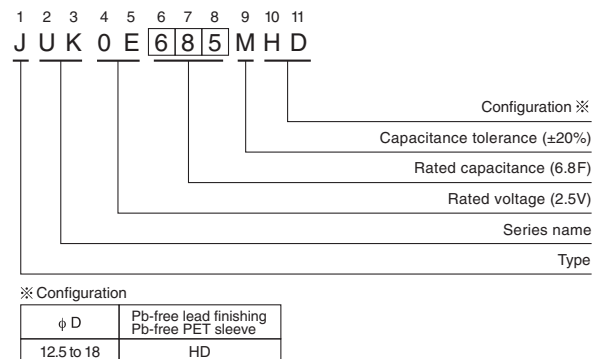 1 2 3 4 5 6 7 8 9 10 11
J U K 0 E 6 8 5 M H D
Configuration ※
Capacitance tolerance (±20%)
Rated capacitance (6.8F)
Rated voltage (2.5V)
Series name
Type
※ Configuration
ϕ D
Pb-free lead finishing
Pb-free PET sleeve
12.5 to 18 HD